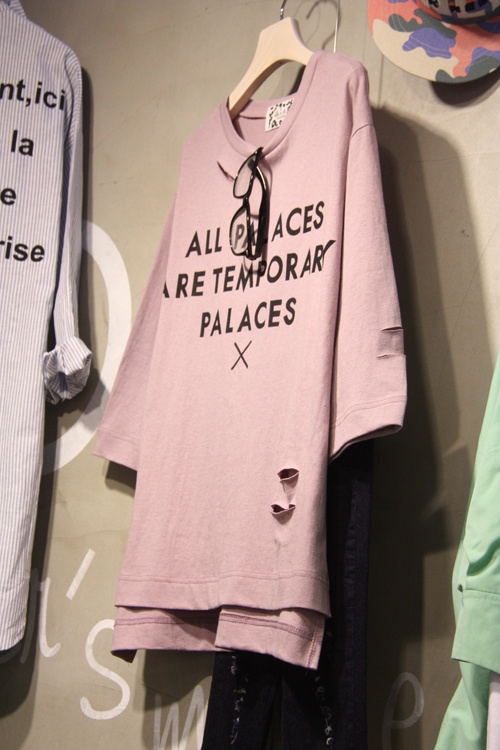 nt,ici
la
e
rise
ALL PALACES
ARE TEMPORARY
PALACES
X
r's